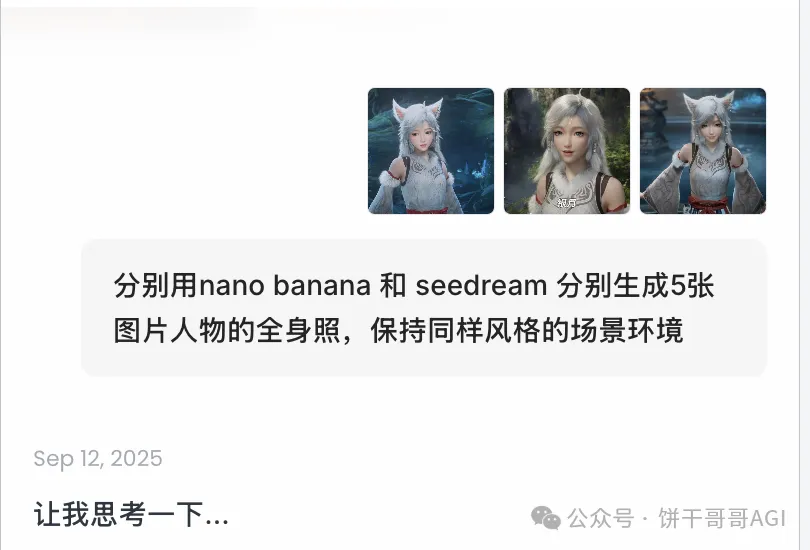 银月
分别用nano banana 和 seedream 分别生成5张
图片人物的全身照，保持同样风格的场景环境
Sep 12, 2025
让我思考一下...
公众号 · 饼干哥哥AGI